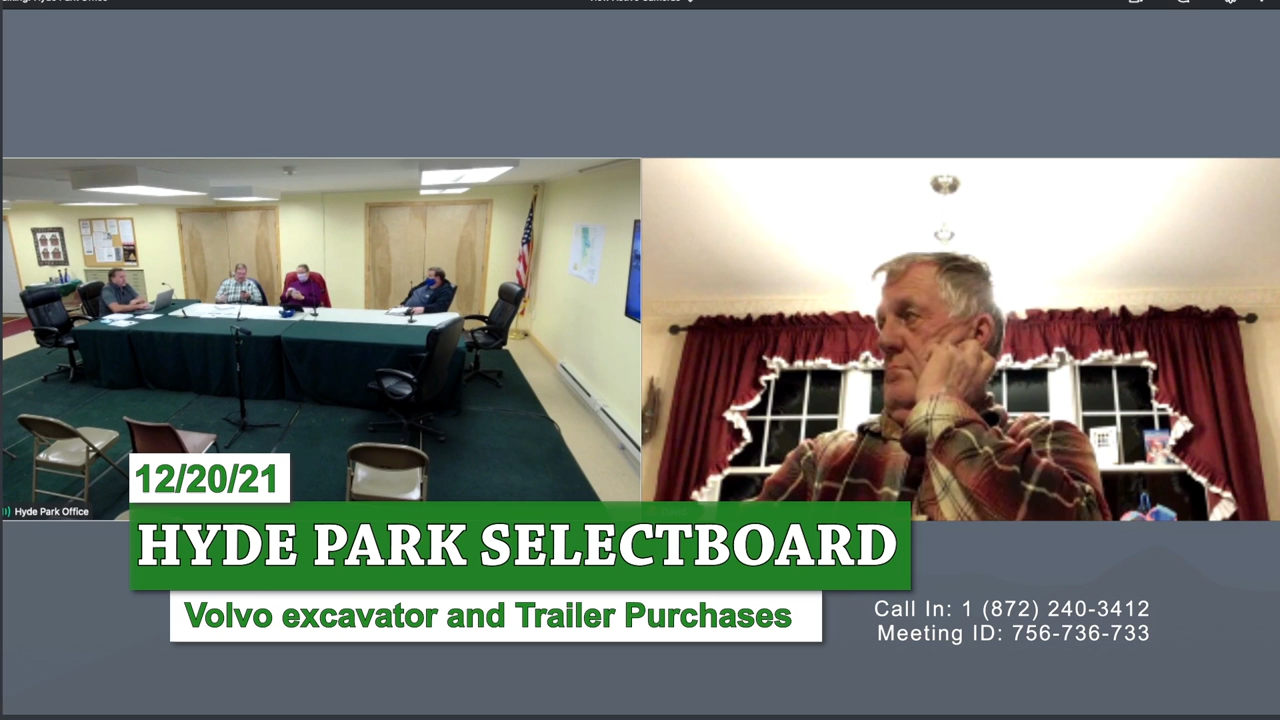 12/20/21
Hyde Park Office
HYDE PARK SELECTBOARD
Volvo excavator and Trailer Purchases
Call In: 1 (872) 240-3412
Meeting ID: 756-736-733